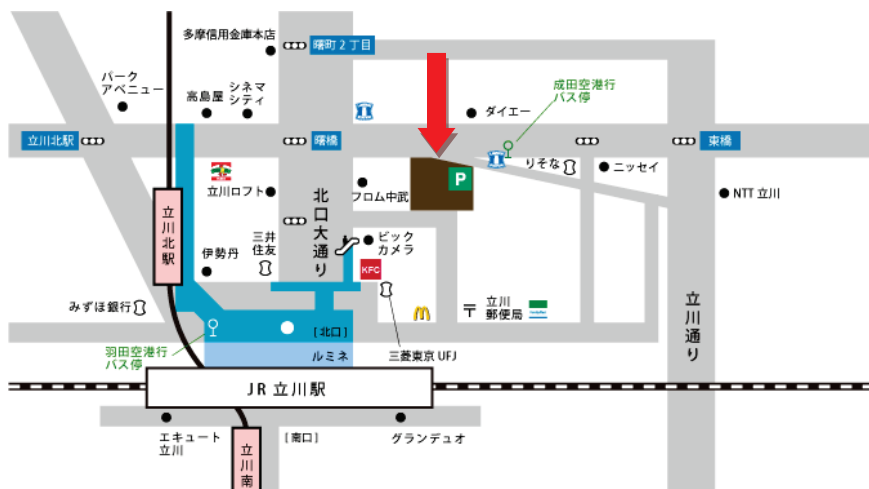 多摩信用金庫本店
曙町2丁目
パーク
アベニュー
高島屋
シネマ
シティ
ダイエー
成田空港行
バス停
立川北駅
曙橋
東橋
りそな
ニッセイ
立川ロフト
フロム中武
P
NTT 立川
北口大通り
立川北駅
三井
住友
伊勢丹
ビック
カメラ
KFC
みずほ銀行
立川
郵便局
立川通り
[北口]
羽田空港行
バス停
ルミネ
三菱東京 UFJ
JR 立川駅
エキュート
立川
[南口]
グランデュオ
立川南